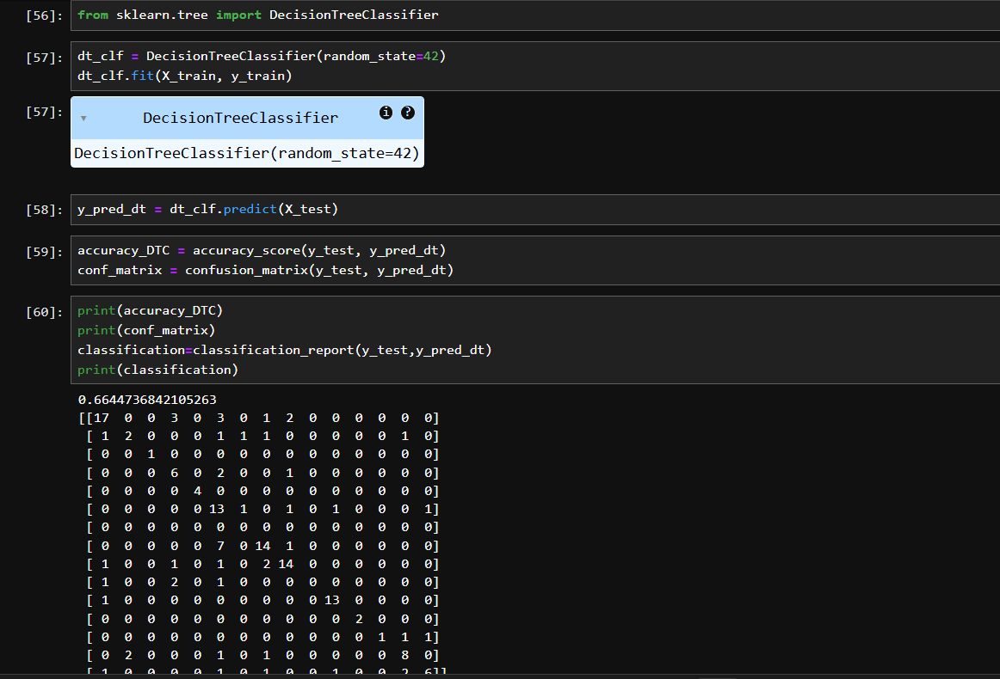 [56]: from sklearn.tree import DecisionTreeClassifier
[57]: dt_clf = DecisionTreeClassifier(random_state=42)
dt_clf.fit(X_train, y_train)
[57]: DecisionTreeClassifier i ?
DecisionTreeClassifier(random_state=42)
[58]: y_pred_dt = dt_clf.predict(X_test)
[59]: accuracy_DTC = accuracy_score(y_test, y_pred_dt)
conf_matrix = confusion_matrix(y_test, y_pred_dt)
[60]: print(accuracy_DTC)
print(conf_matrix)
classification=classification_report(y_test,y_pred_dt)
print(classification)
0.6644736842105263
[[17 0 0 3 0 3 0 1 2 0 0 0 0 0 0]
[ 1 2 0 0 0 1 1 1 0 0 0 0 0 1 0]
[ 0 0 1 0 0 0 0 0 0 0 0 0 0 0 0]
[ 0 0 0 6 0 2 0 0 1 0 0 0 0 0 0]
[ 0 0 0 0 4 0 0 0 0 0 0 0 0 0 0]
[ 0 0 0 0 0 13 1 0 1 0 1 0 0 0 1]
[ 0 0 0 0 0 0 0 0 0 0 0 0 0 0 0]
[ 0 0 0 0 0 7 0 14 1 0 0 0 0 0 0]
[ 1 0 0 1 0 1 0 2 14 0 0 0 0 0 0]
[ 1 0 0 2 0 1 0 0 0 0 0 0 0 0 0]
[ 1 0 0 0 0 0 0 0 0 0 13 0 0 0 0]
[ 0 0 0 0 0 0 0 0 0 0 0 2 0 0 0]
[ 0 0 0 0 0 0 0 0 0 0 0 0 1 1 1]
[ 0 2 0 0 0 1 0 1 0 0 0 0 0 8 0]
[ 1 0 0 0 0 1 0 1 0 0 1 0 0 2 6]]